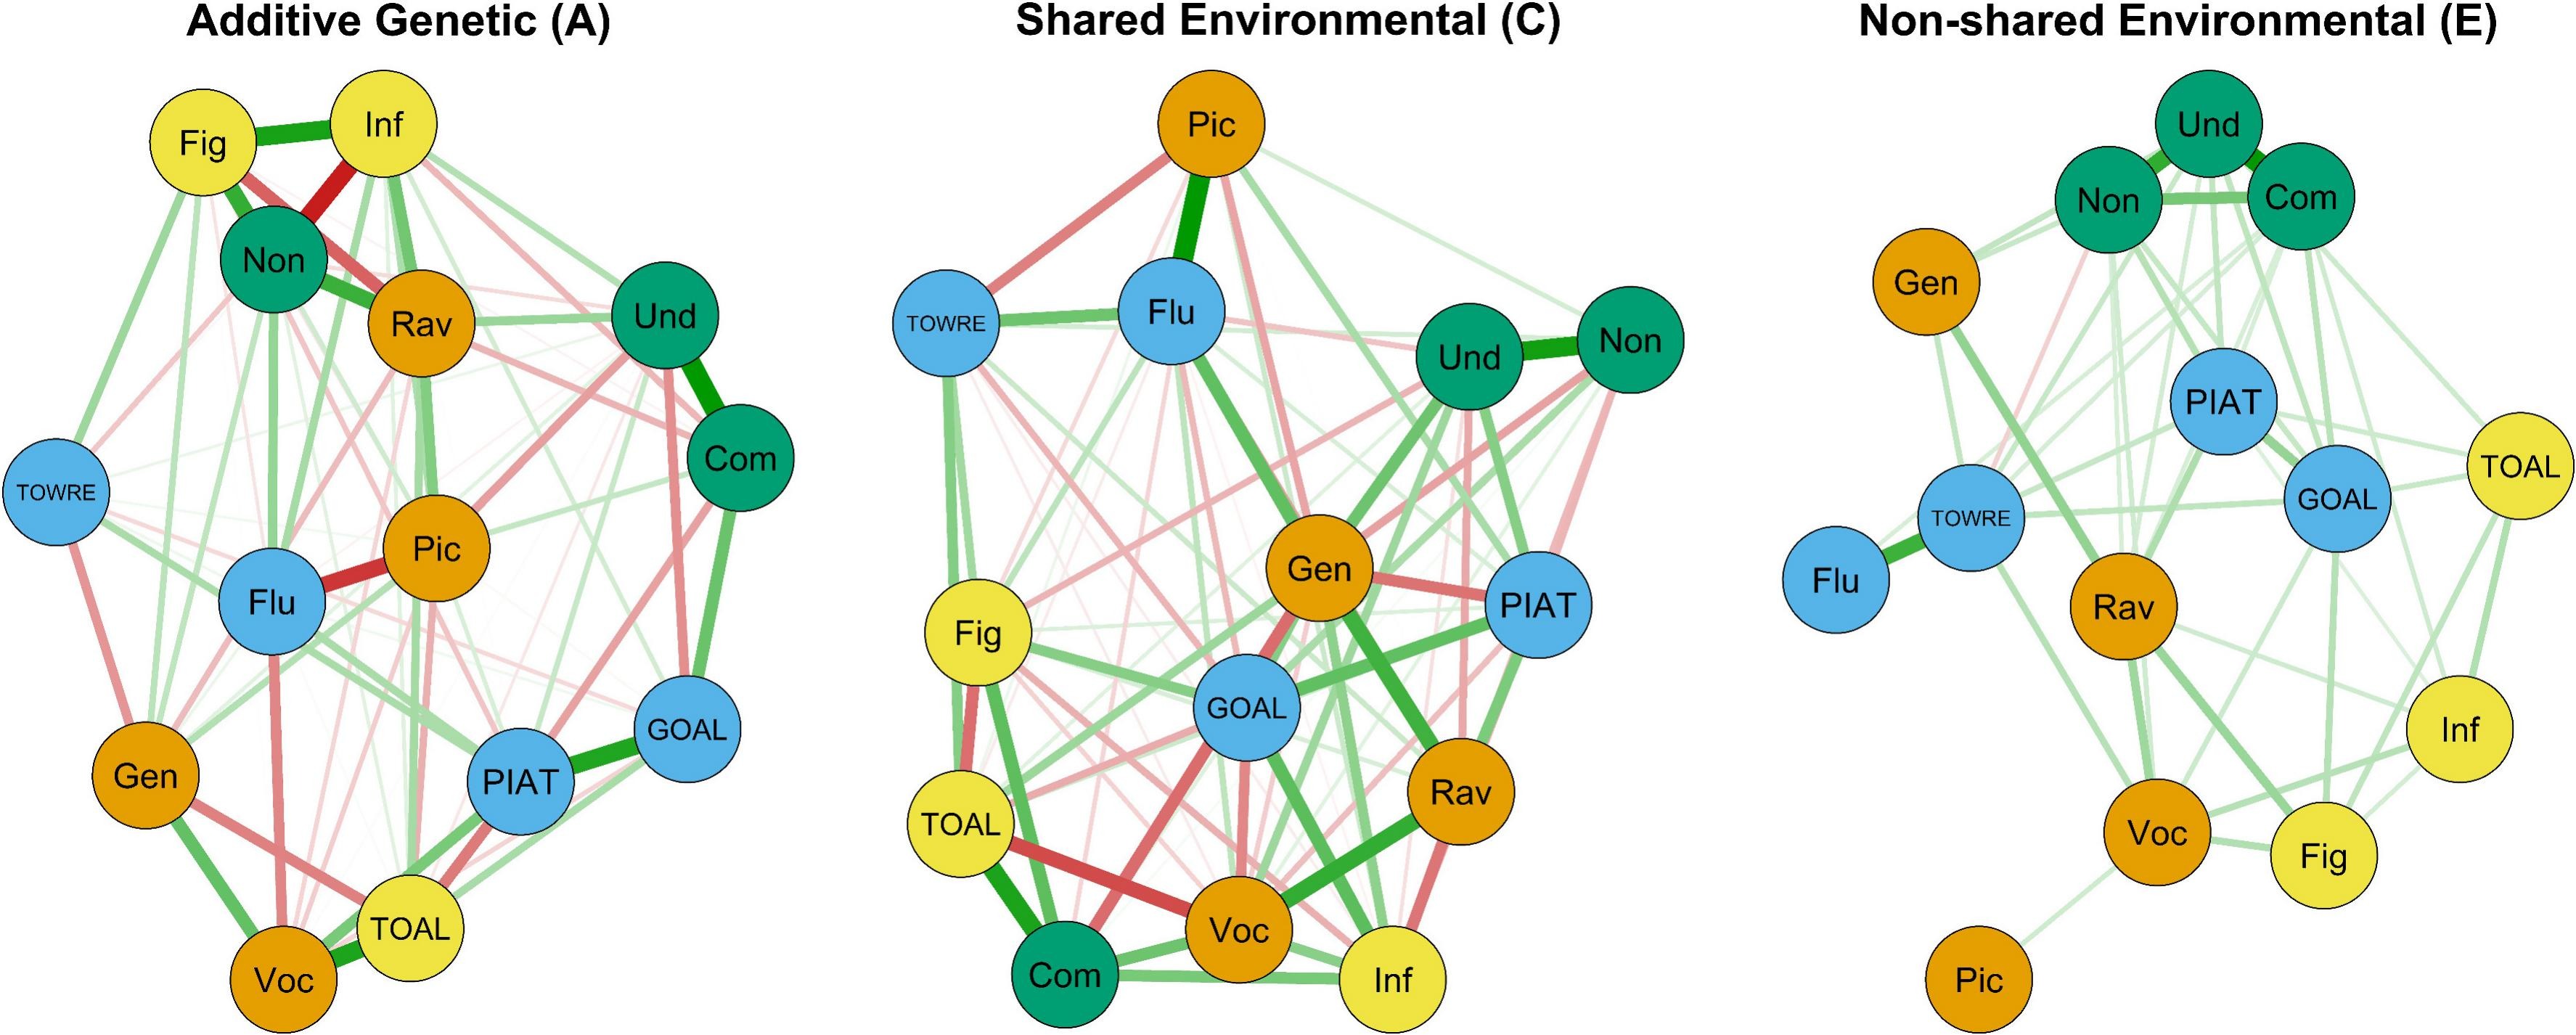 Additive Genetic (A)
Fig
Inf
Non
Rav
Und
Com
TOWRE
Pic
Flu
GOAL
Gen
PIAT
TOAL
Voc
Shared Environmental (C)
Pic
TOWRE
Flu
Und
Non
Gen
PIAT
Fig
GOAL
Rav
TOAL
Voc
Com
Inf
Non-shared Environmental (E)
Und
Non
Com
Gen
PIAT
TOAL
GOAL
TOWRE
Flu
Rav
Inf
Voc
Fig
Pic